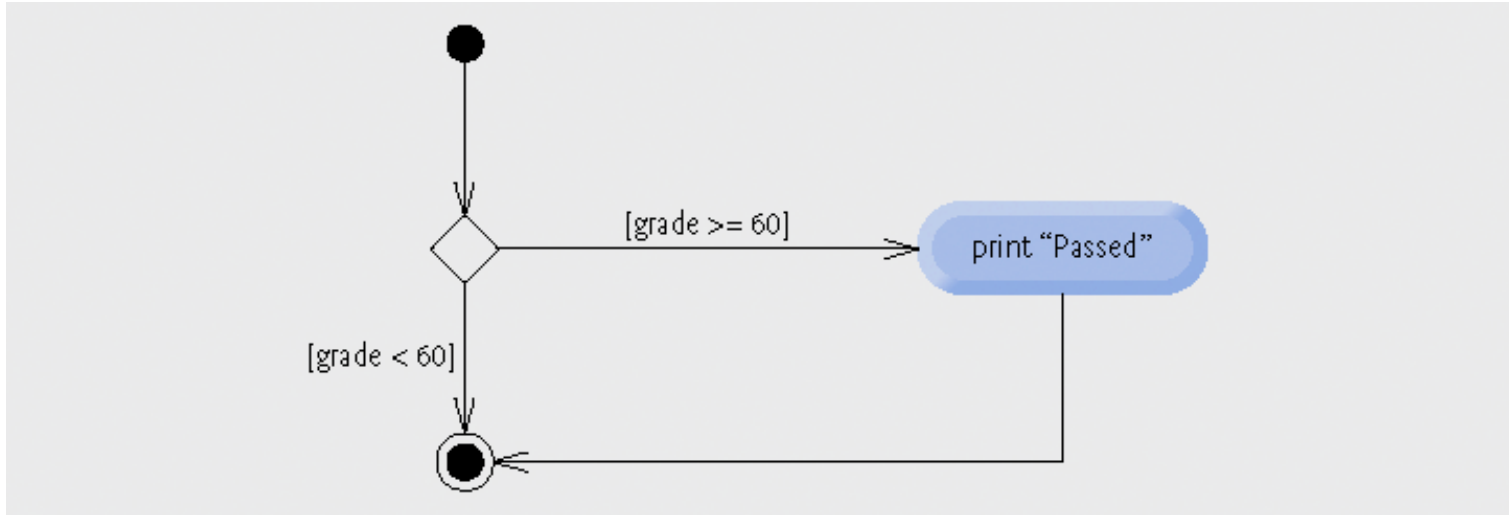 [grade >= 60]
print “Passed”
[grade < 60]